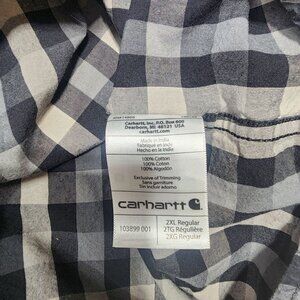 Carhartt, Inc. P.O. Box 600
Dearborn, MI 48121 USA
carhartt.com
Made in India
Fabriqué en Inde
Hecho en la India
100% Cotton
100% Coton
100% Algodón
Exclusive of Trimming
Sans garniture
Sin incluir adorno
carhartt
103899 001
2XL Regular
2TG Régulière
2XG Regular